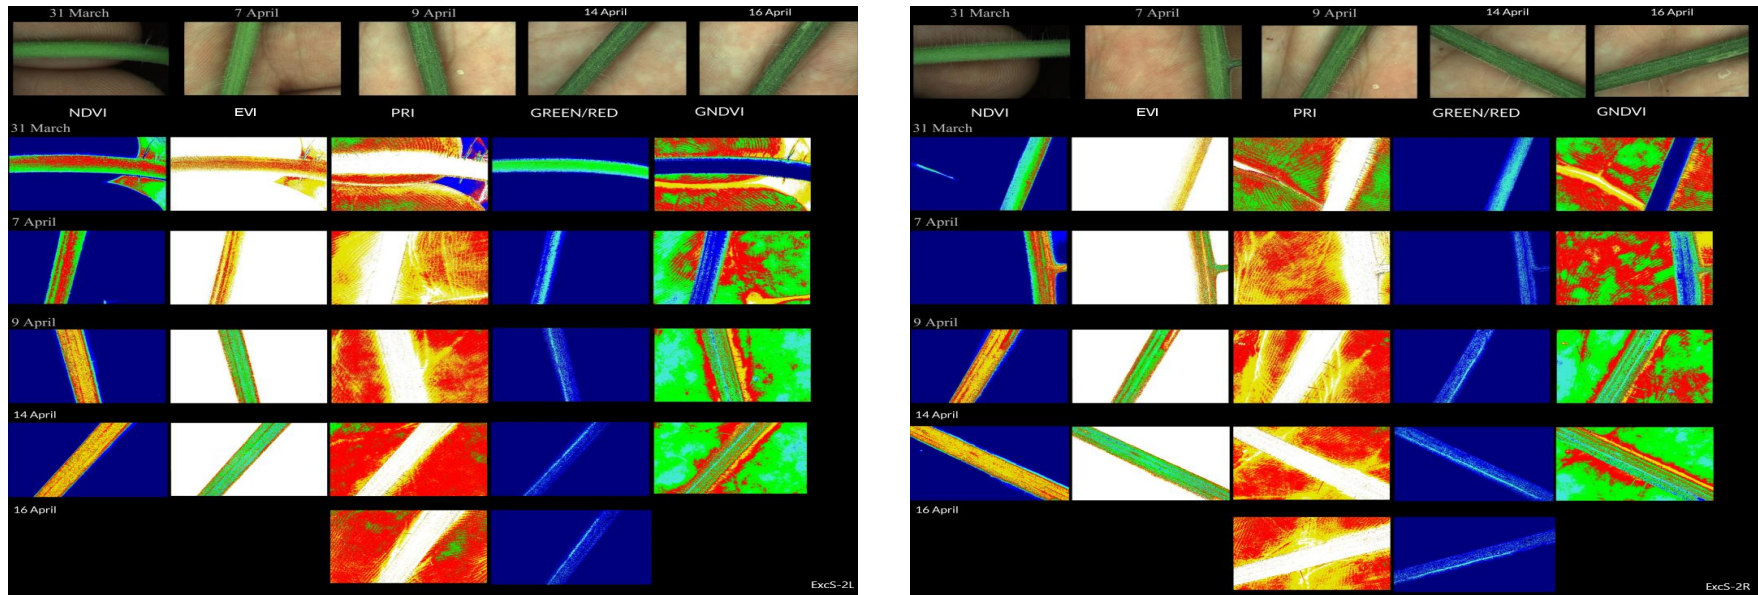 31 March 7 April 9 April 14 April 16 April
NDVI EVI PRI GREEN/RED GNDVI
31 March
7 April
9 April
14 April
16 April
ExcS-2L
31 March 7 April 9 April 14 April 16 April
NDVI EVI PRI GREEN/RED GNDVI
31 March
7 April
9 April
14 April
16 April
ExcS-2R